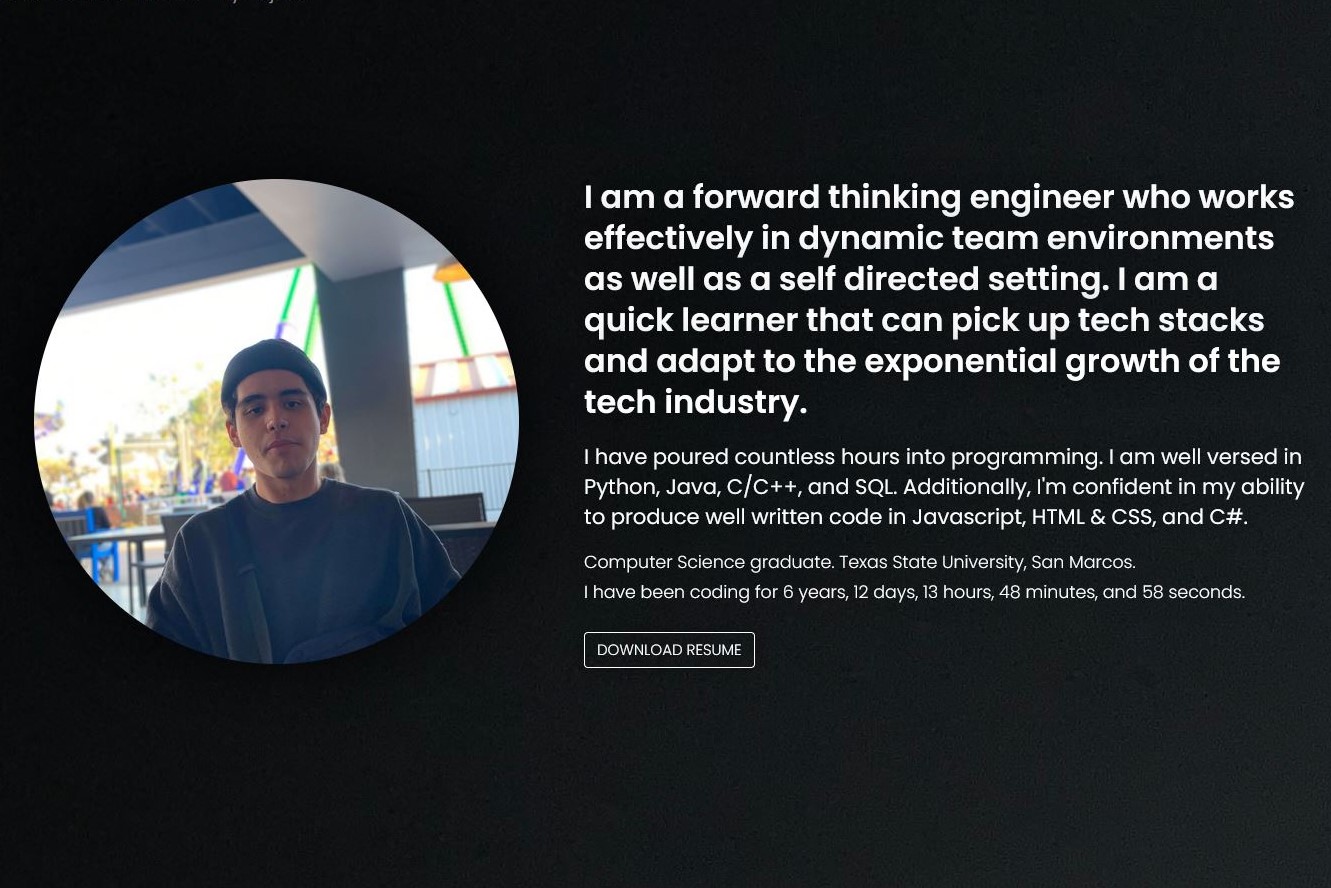 I am a forward thinking engineer who works
effectively in dynamic team environments
as well as a self directed setting. I am a
quick learner that can pick up tech stacks
and adapt to the exponential growth of the
tech industry.
I have poured countless hours into programming. I am well versed in
Python, Java, C/C++, and SQL. Additionally, I'm confident in my ability
to produce well written code in Javascript, HTML & CSS, and C#.
Computer Science graduate. Texas State University, San Marcos.
I have been coding for 6 years, 12 days, 13 hours, 48 minutes, and 58 seconds.
DOWNLOAD RESUME